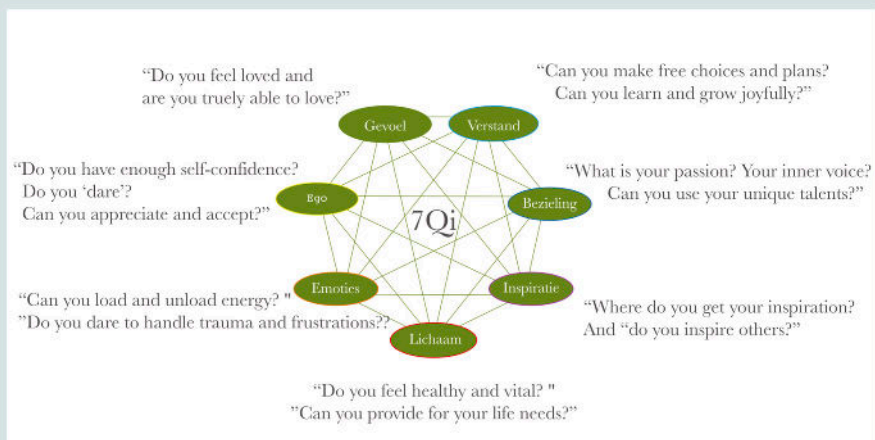 “Do you feel loved and
are you truely able to love?”
“Can you make free choices and plans?
Can you learn and grow joyfully?”
Gevoel
Verstand
“Do you have enough self-confidence?
Do you ‘dare’?
Can you appreciate and accept?”
Ego
7Qi
Bezieling
“What is your passion? Your inner voice?
Can you use your unique talents?”
“Can you load and unload energy? "
”Do you dare to handle trauma and frustrations??
Emoties
Inspiratie
“Where do you get your inspiration?
And “do you inspire others?”
Lichaam
“Do you feel healthy and vital? "
”Can you provide for your life needs?”